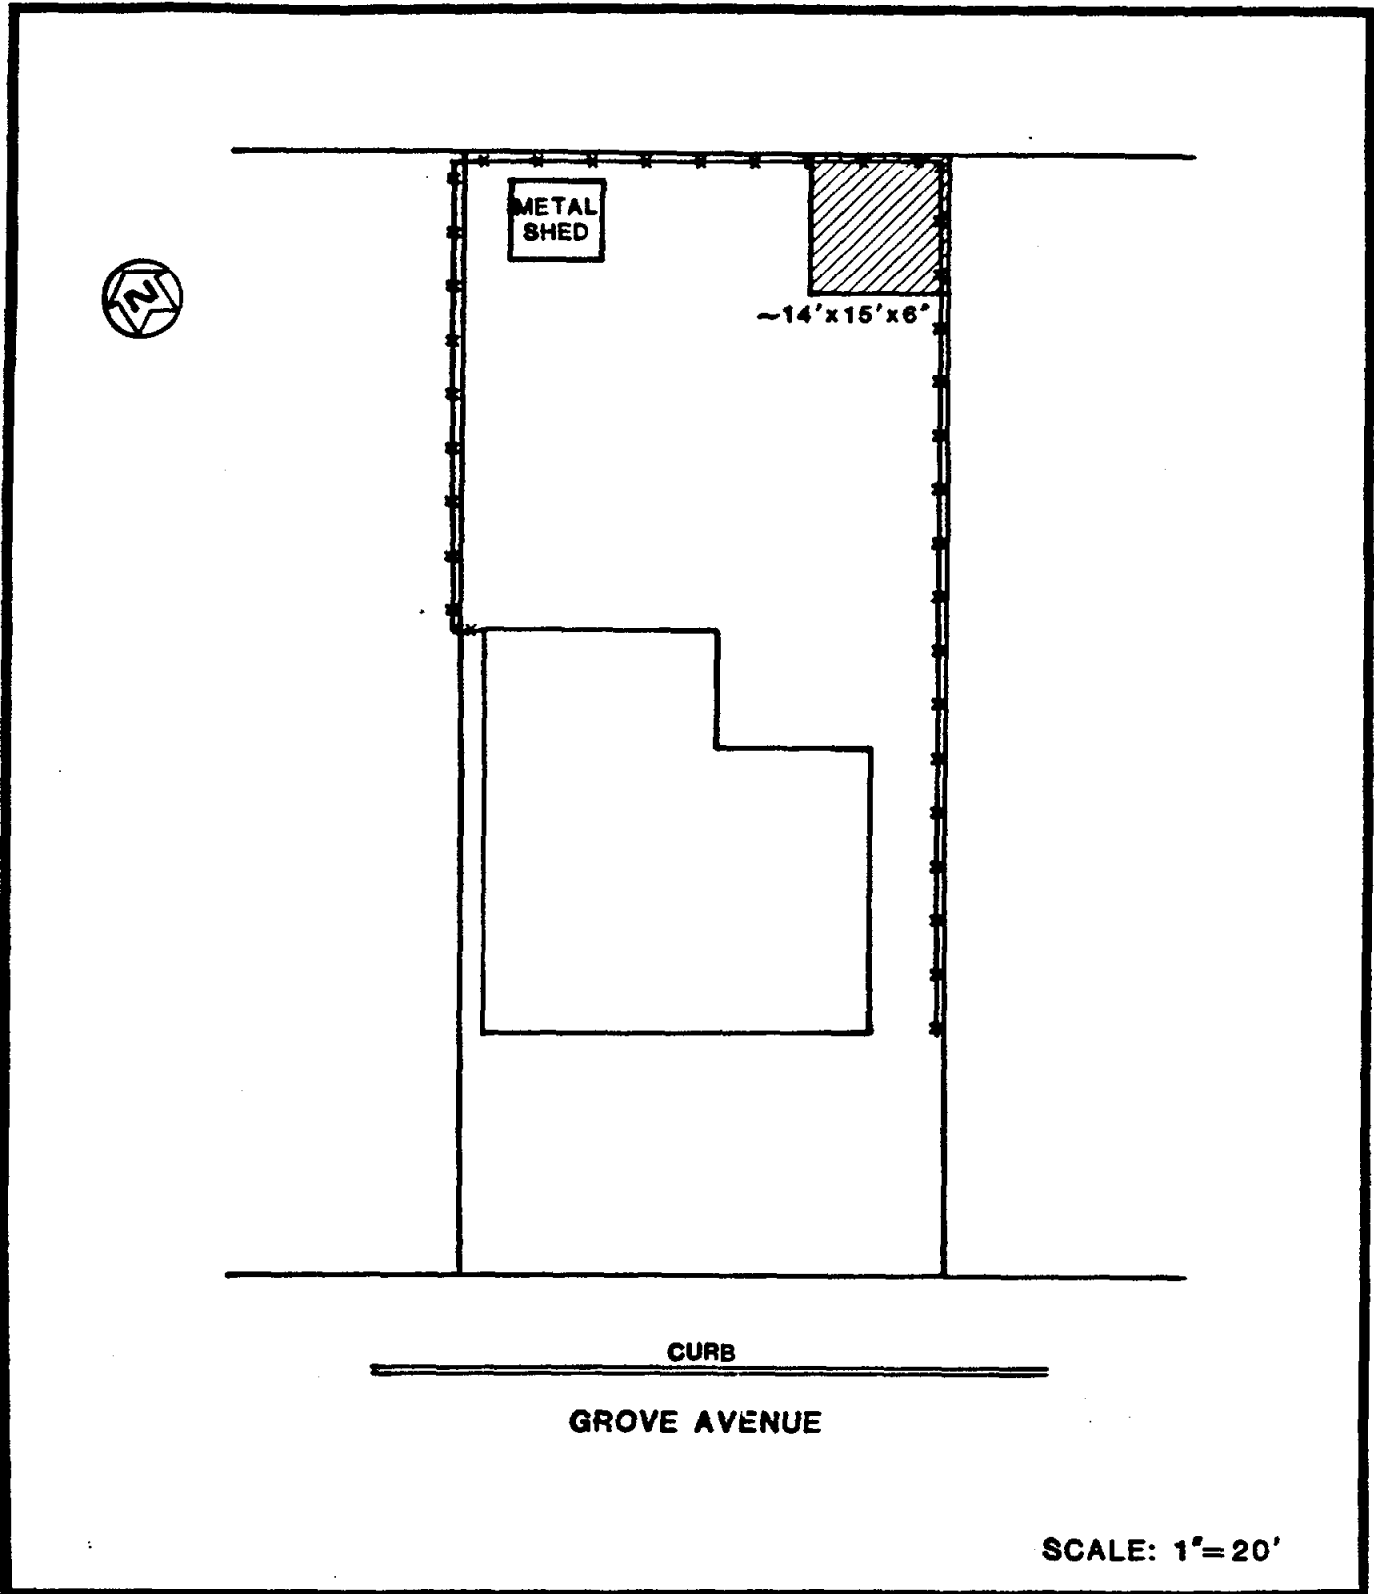 METAL
SHED
N
~14'x15'x6"
CURB
GROVE AVENUE
SCALE: 1"=20'